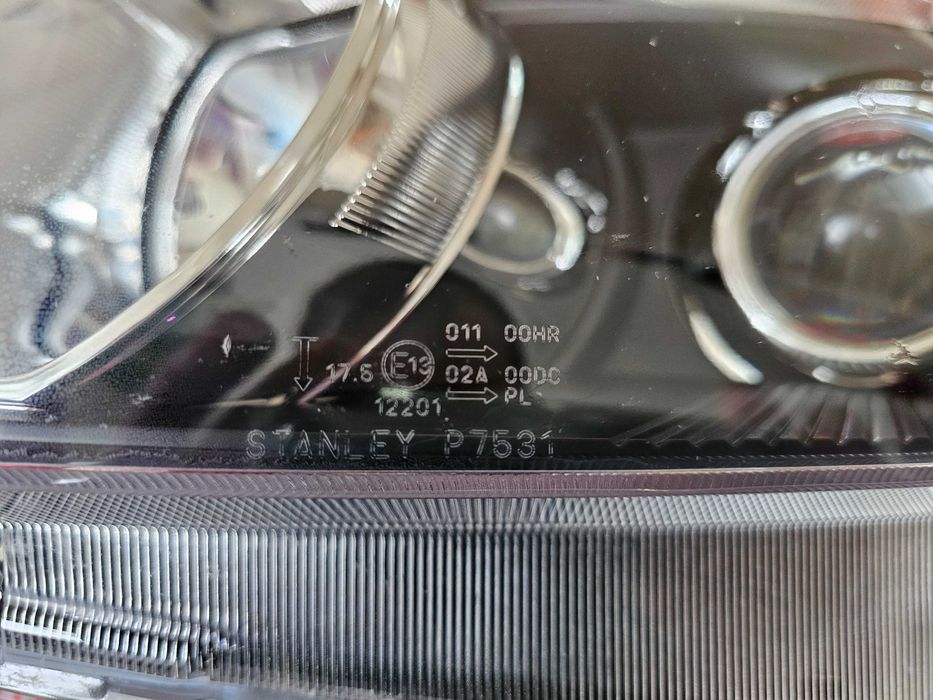 011 00HR
17.5 E13 02A 00DC
12201 PL
STANLEY P7531